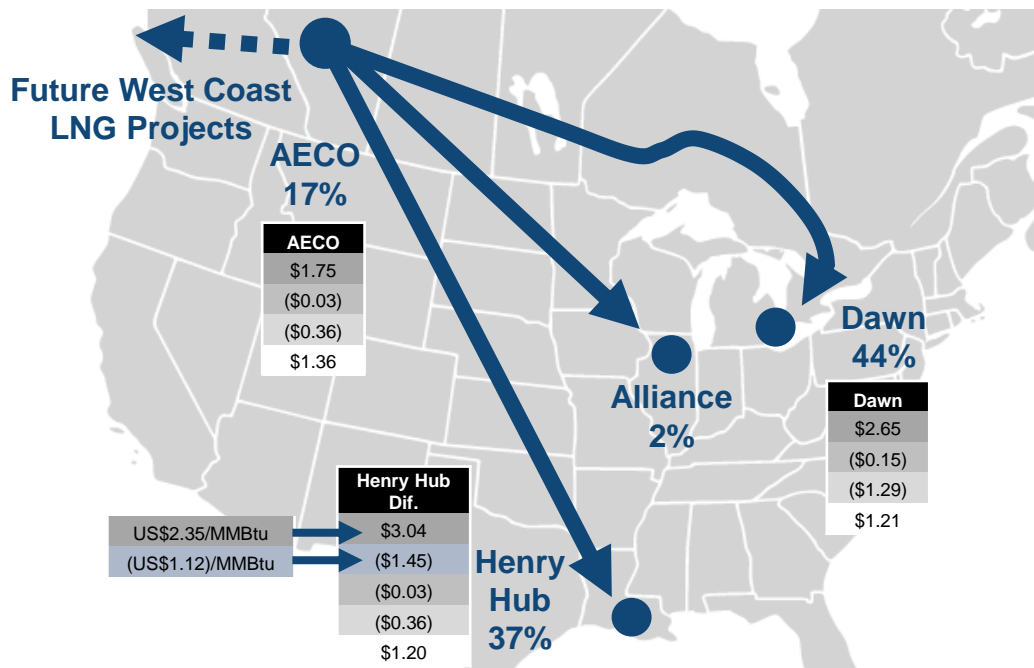 Future West Coast
LNG Projects
AECO
17%
AECO
$1.75
($0.03)
($0.36)
$1.36
Dawn
44%
Alliance
2%
Dawn
$2.65
($0.15)
($1.29)
$1.21
Henry Hub
Dif.
US$2.35/MMBtu
$3.04
(US$1.12)/MMBtu
($1.45)
($0.03)
($0.36)
$1.20
Henry
Hub
37%